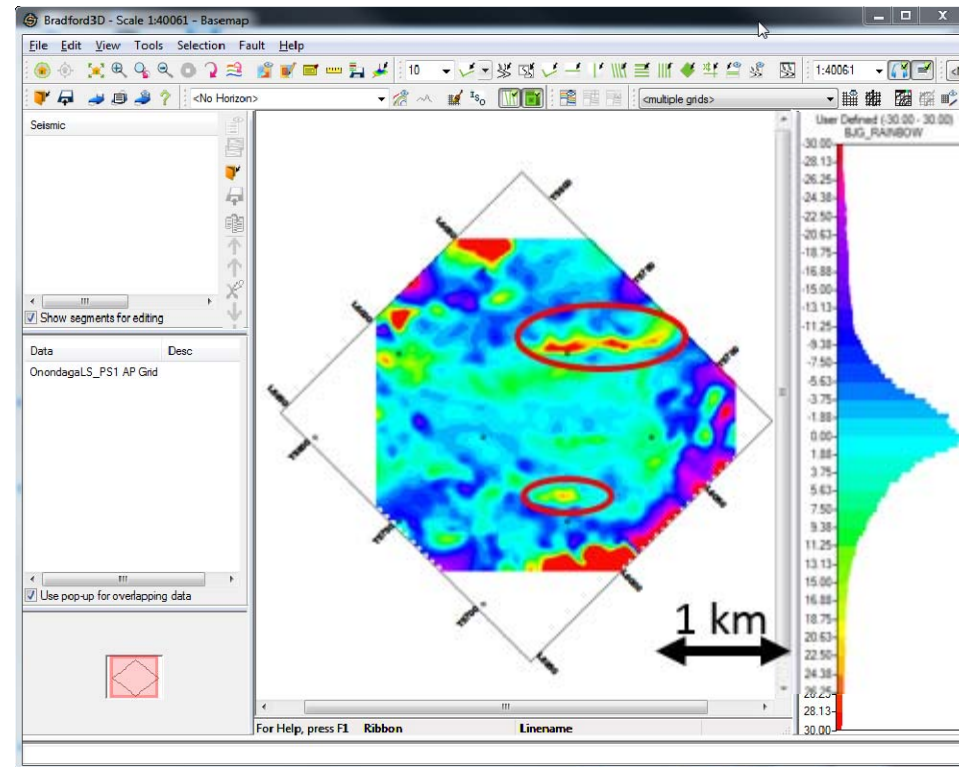 Bradford3D - Scale 1:40061 - Basemap
File Edit View Tools Selection Fault Help
10
1:40061
<No Horizon>
<multiple grids>
Seismic
Show segments for editing
Data Desc
OnondagaLS_PS1 AP Grid
Use pop-up for overlapping data
1 km
User Defined (-30.00 - 30.00)
BJG_RAINBOW
-30.00
-28.13
-26.25
-24.38
-22.50
-20.63
-18.75
-16.88
-15.00
-13.13
-11.25
-9.38
-7.50
-5.63
-3.75
-1.88
0.00
1.88
3.75
5.63
7.50
9.38
11.25
13.13
15.00
16.88
18.75
20.63
22.50
24.38
26.25
28.13
30.00
For Help, press F1 Ribbon Linename